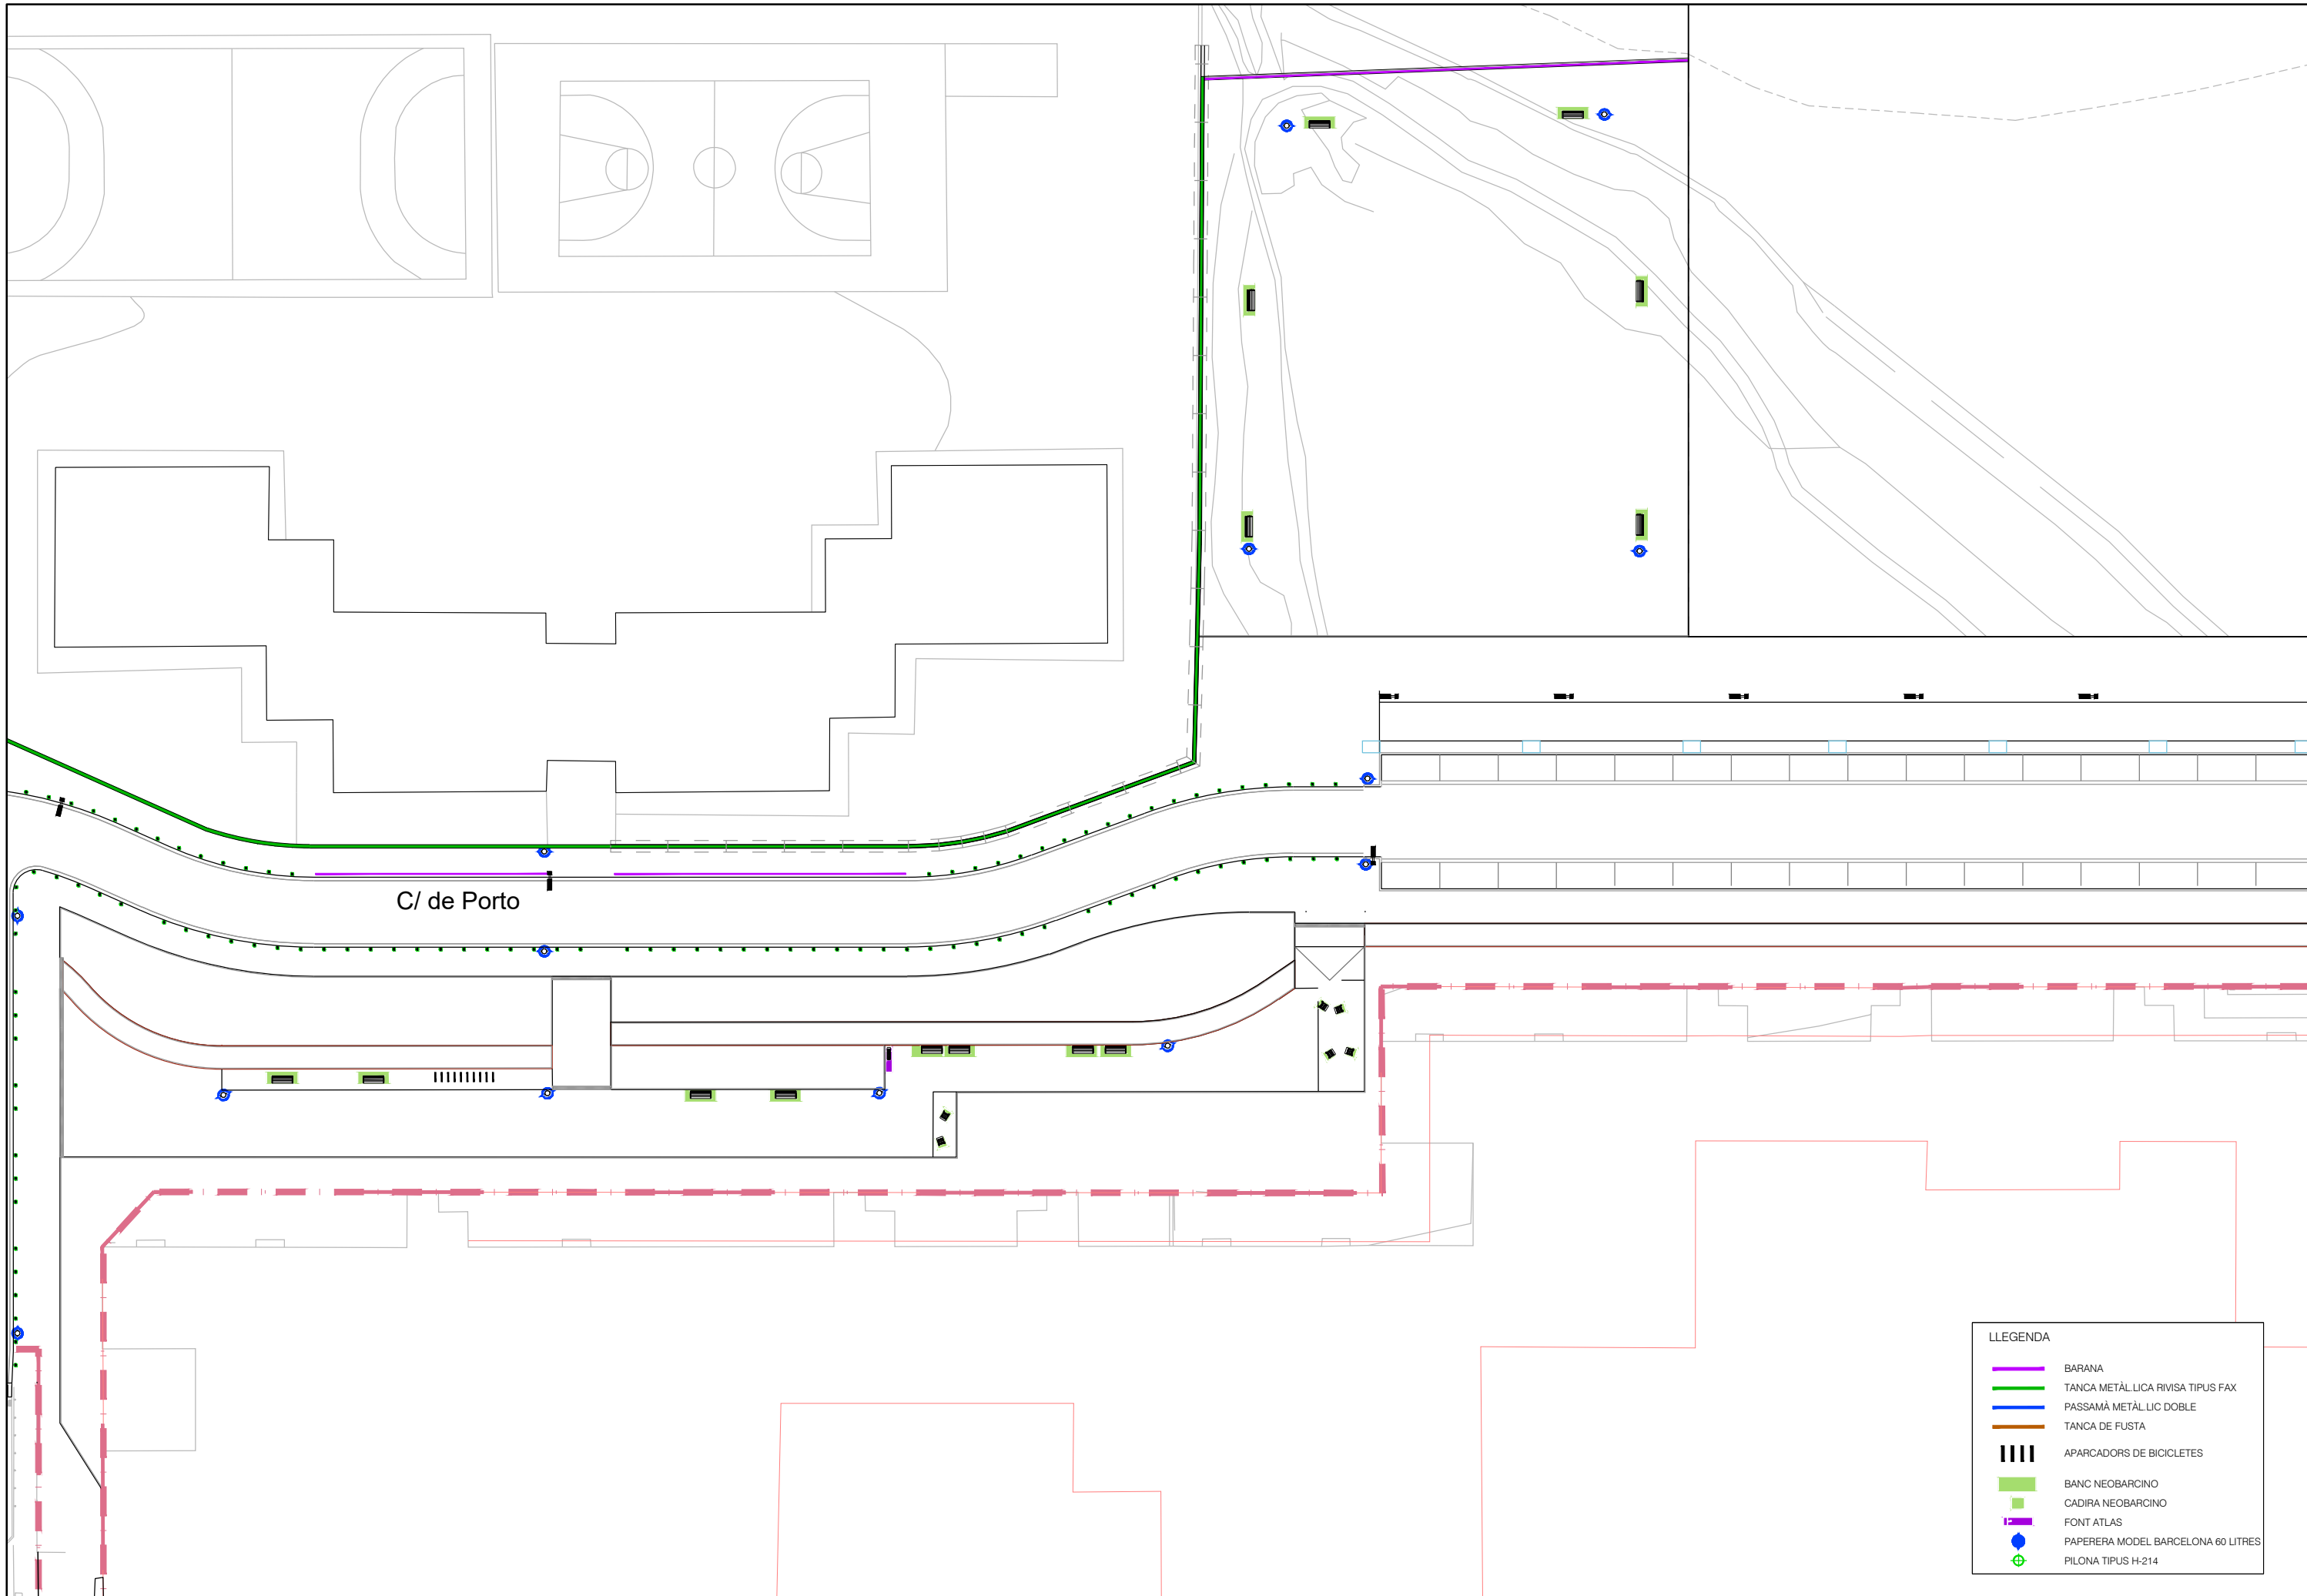 C/ de Porto
LLEGENDA
BARANA
TANCA METÀL.LICA RIVISA TIPUS FAX
PASSAMÀ METÀL.LIC DOBLE
TANCA DE FUSTA
APARCADORS DE BICICLETES
BANC NEOBARCINO
CADIRA NEOBARCINO
FONT ATLAS
PAPERERA MODEL BARCELONA 60 LITRES
PILONA TIPUS H-214